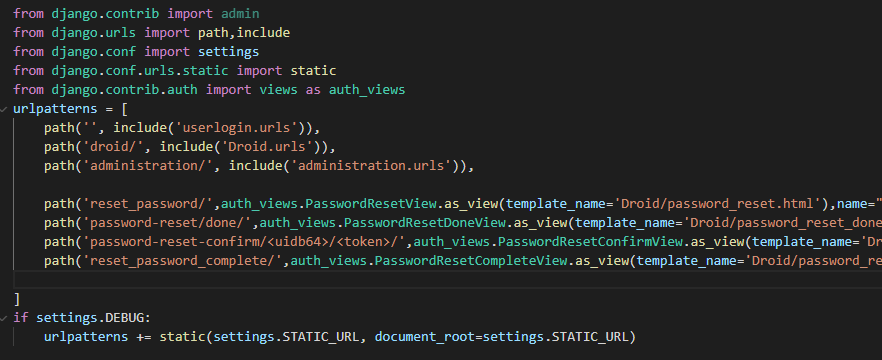 from django.contrib import admin
from django.urls import path,include
from django.conf import settings
from django.conf.urls.static import static
from django.contrib.auth import views as auth_views
urlpatterns = [
    path('', include('userlogin.urls')),
    path('droid/', include('Droid.urls')),
    path('administration/', include('administration.urls')),
    path('reset_password/',auth_views.PasswordResetView.as_view(template_name='Droid/password_reset.html'),name="
    path('password-reset/done/',auth_views.PasswordResetDoneView.as_view(template_name='Droid/password_reset_done
    path('password-reset-confirm/<uidb64>/<token>/',auth_views.PasswordResetConfirmView.as_view(template_name='Dr
    path('reset_password_complete/',auth_views.PasswordResetCompleteView.as_view(template_name='Droid/password_re
]
if settings.DEBUG:
    urlpatterns += static(settings.STATIC_URL, document_root=settings.STATIC_URL)